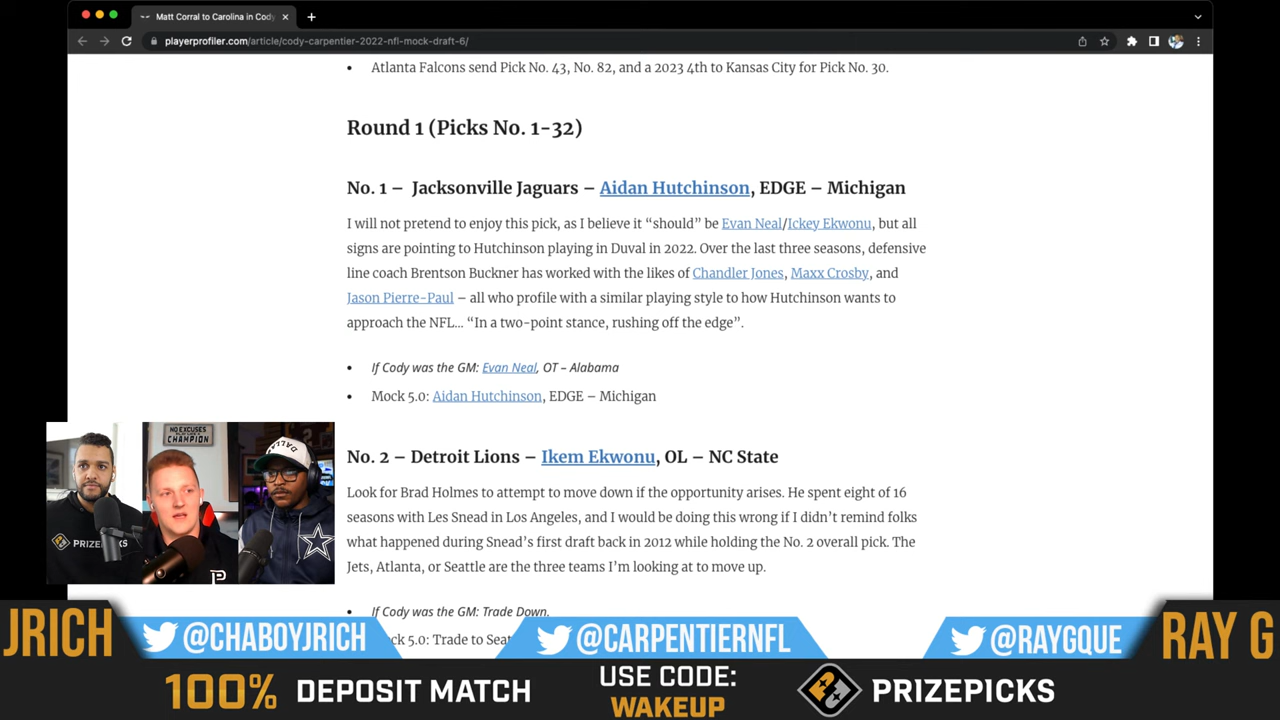 Matt Corral to Carolina in Cody
playerprofiler.com/article/cody-carpentier-2022-nfl-mock-draft-6/
• Atlanta Falcons send Pick No. 43, No. 82, and a 2023 4th to Kansas City for Pick No. 30.
Round 1 (Picks No. 1-32)
No. 1 – Jacksonville Jaguars – Aidan Hutchinson, EDGE – Michigan
I will not pretend to enjoy this pick, as I believe it “should” be Evan Neal/Ickey Ekwonu, but all
signs are pointing to Hutchinson playing in Duval in 2022. Over the last three seasons, defensive
line coach Brentson Buckner has worked with the likes of Chandler Jones, Maxx Crosby, and
Jason Pierre-Paul – all who profile with a similar playing style to how Hutchinson wants to
approach the NFL… “In a two-point stance, rushing off the edge”.
• If Cody was the GM: Evan Neal, OT – Alabama
• Mock 5.0: Aidan Hutchinson, EDGE – Michigan
No. 2 – Detroit Lions – Ikem Ekwonu, OL – NC State
Look for Brad Holmes to attempt to move down if the opportunity arises. He spent eight of 16
seasons with Les Snead in Los Angeles, and I would be doing this wrong if I didn’t remind folks
what happened during Snead’s first draft back in 2012 while holding the No. 2 overall pick. The
Jets, Atlanta, or Seattle are the three teams I’m looking at to move up.
• If Cody was the GM: Trade Down.
ck 5.0: Trade to Seat
NO EXCUSES
CHAMPION
PRIZEPICKS
JRICH
@CHABOYJRICH
@CARPENTIERNFL
@RAYGQUE
RAY G
100% DEPOSIT MATCH
USE CODE:
WAKEUP
PRIZEPICKS